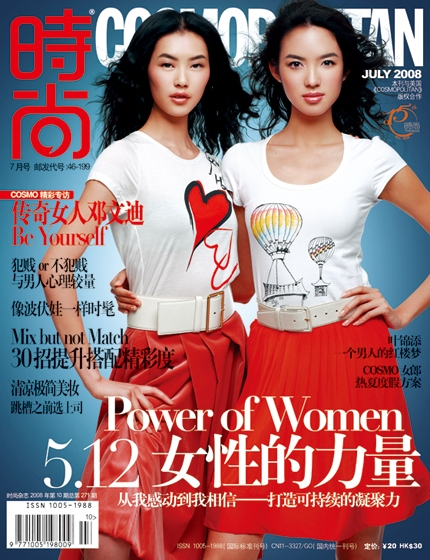 COSMOPOLITAN
時尚
JULY 2008
本刊与美国
《COSMOPOLITAN》
版权合作
7月号 邮发代号:46-199
COSMO 精彩专访
传奇女人邓文迪
Be Yourself
犯贱 or 不犯贱
与男人心理较量
像波伏娃一样时髦
Mix but not Match
30招提升搭配精彩度
清凉极简美妆
跳槽之前选上司
叶锦添
一个男人的红楼梦
COSMO 女郎
热夏度假方案
Power of Women
5.12 女性的力量
从我感动到我相信——打造可持续的凝聚力
时尚杂志 2008 年第 10 期总第 271 期
ISSN 1005-1988
10>
9 771005 198009
ISSN 1005-1988(国际标准刊号) CN11-3327/G0(国内统一刊号) 定价: ¥20 HK$30